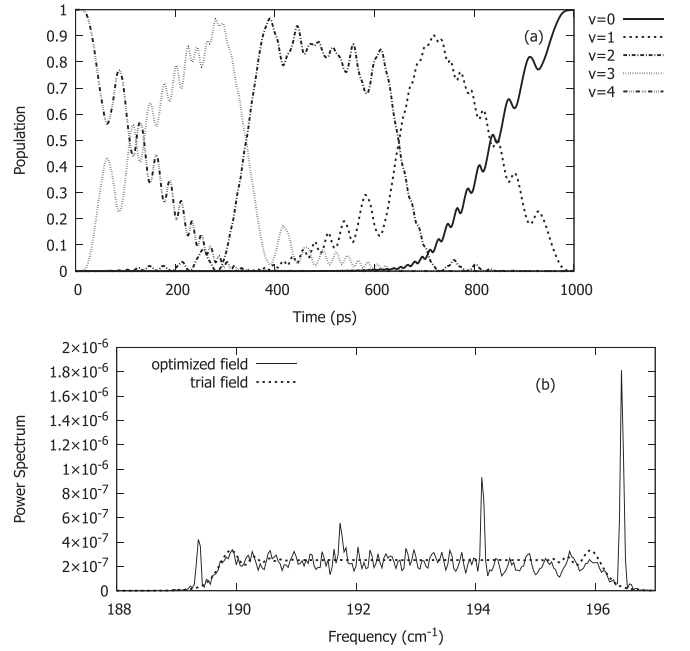 (a)
v=0
v=1
v=2
v=3
v=4
Population
1
0.9
0.8
0.7
0.6
0.5
0.4
0.3
0.2
0.1
0
0 200 400 600 800 1000
Time (ps)
optimized field
trial field
(b)
Power Spectrum
2×10⁻⁶
1.8×10⁻⁶
1.6×10⁻⁶
1.4×10⁻⁶
1.2×10⁻⁶
1×10⁻⁶
8×10⁻⁷
6×10⁻⁷
4×10⁻⁷
2×10⁻⁷
0
188 190 192 194 196
Frequency (cm⁻¹)